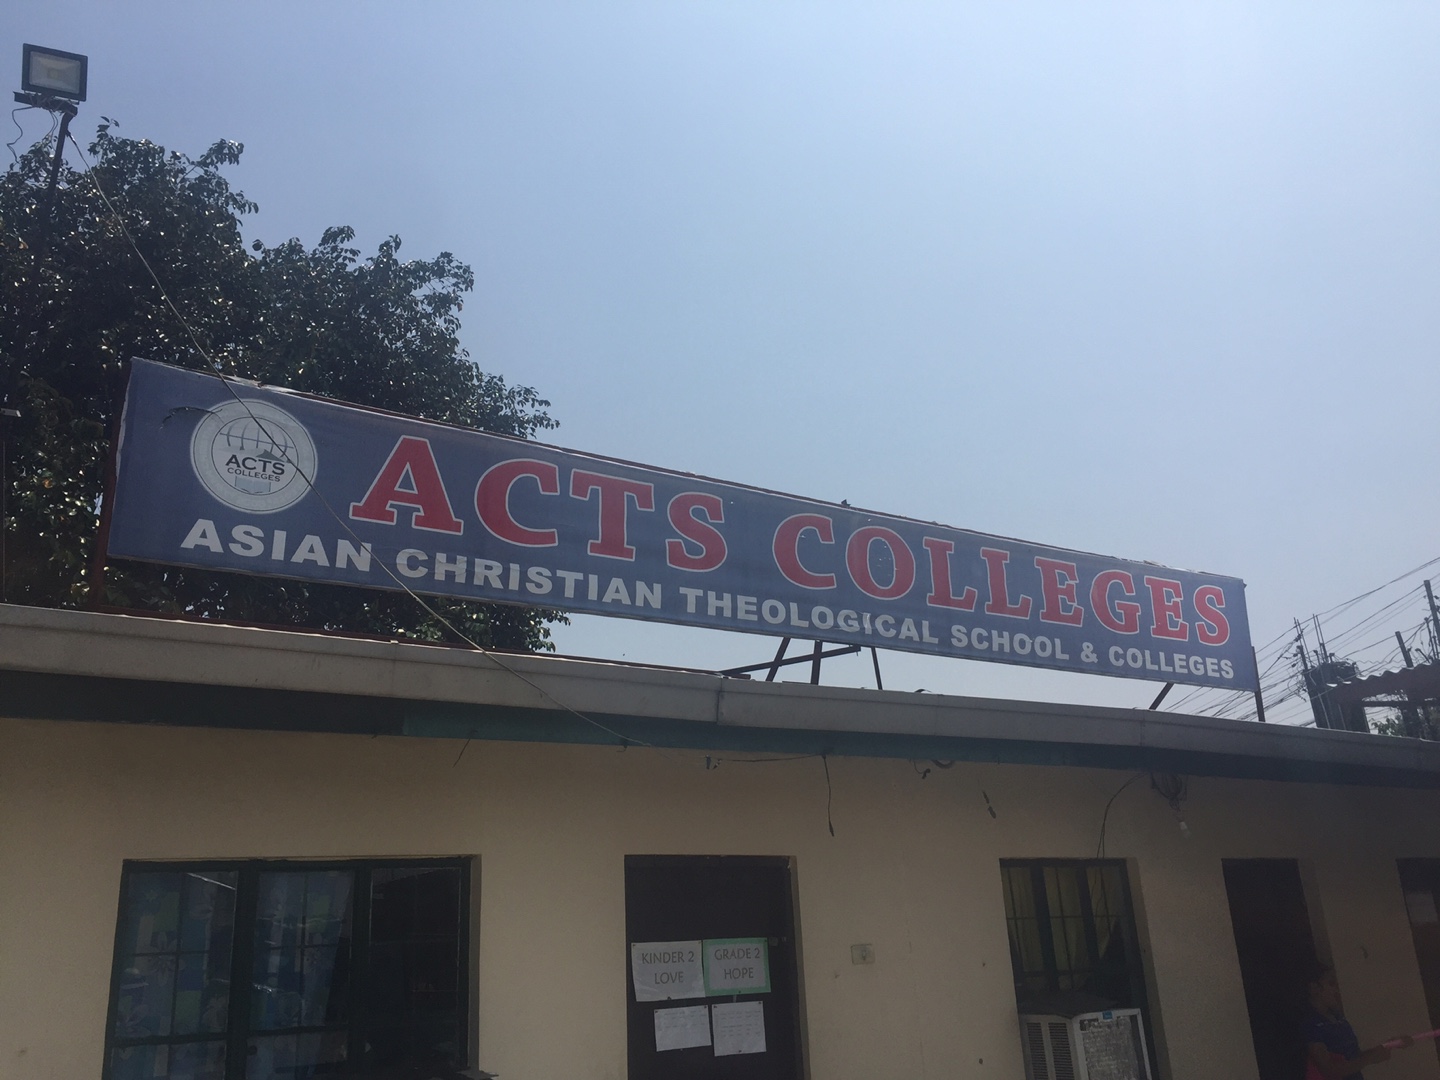 ACTS
COLLEGES
ACTS COLLEGES
ASIAN CHRISTIAN THEOLOGICAL SCHOOL & COLLEGES
KINDER 2
LOVE
GRADE 2
HOPE